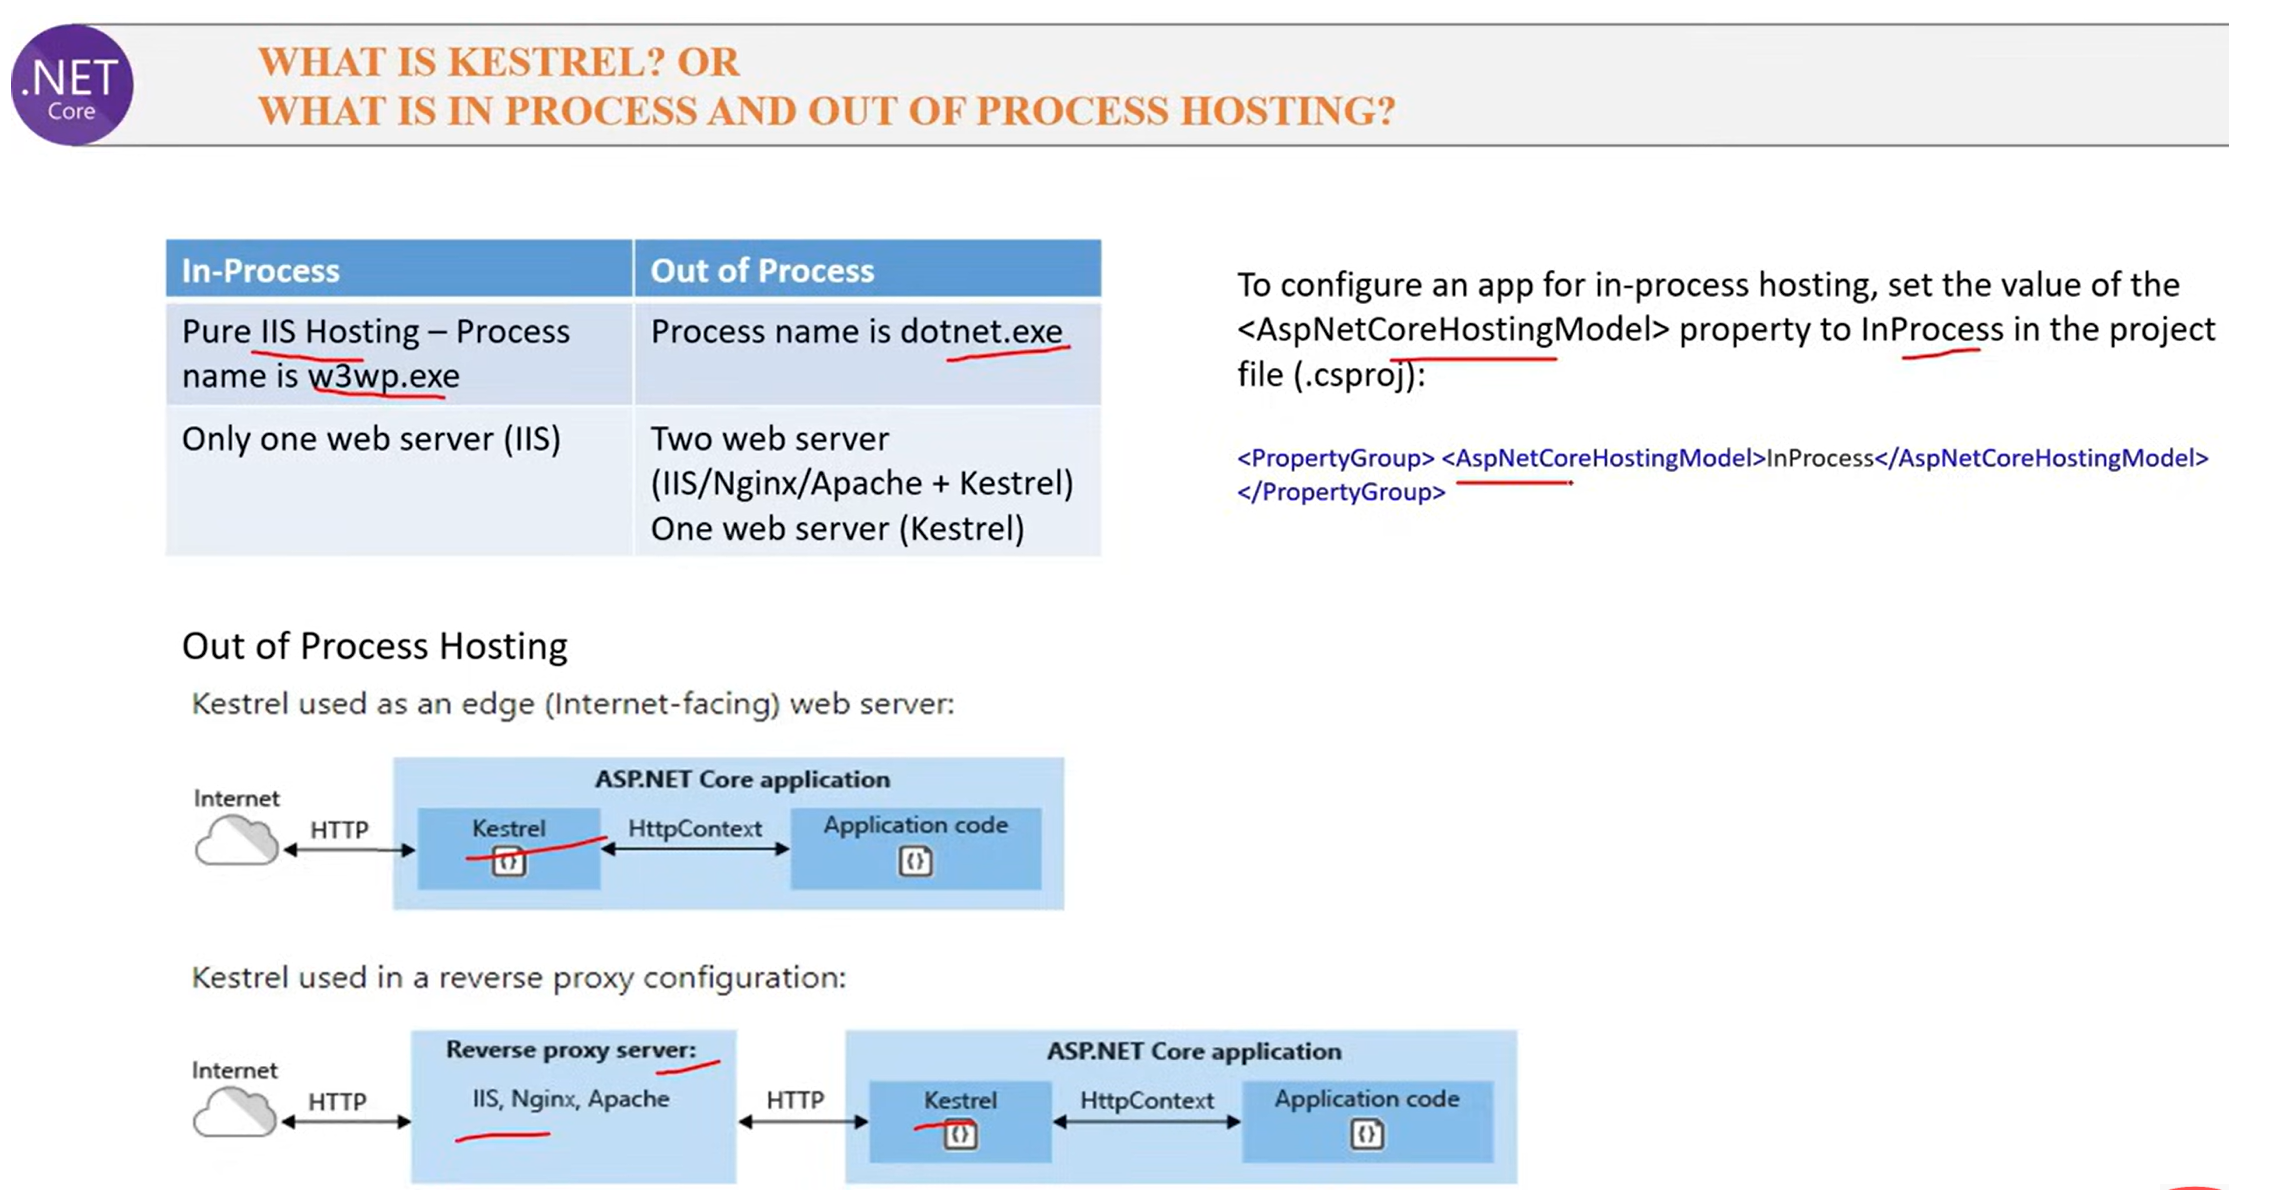 .NET
Core
WHAT IS KESTREL? OR
WHAT IS IN PROCESS AND OUT OF PROCESS HOSTING?
In-Process
Out of Process
Pure IIS Hosting – Process
name is w3wp.exe
Process name is dotnet.exe
Only one web server (IIS)
Two web server
(IIS/Nginx/Apache + Kestrel)
One web server (Kestrel)
To configure an app for in-process hosting, set the value of the
<AspNetCoreHostingModel> property to InProcess in the project
file (.csproj):
<PropertyGroup> <AspNetCoreHostingModel>InProcess</AspNetCoreHostingModel>
</PropertyGroup>
Out of Process Hosting
Kestrel used as an edge (Internet-facing) web server:
Internet
HTTP
ASP.NET Core application
Kestrel
HttpContext
Application code
Kestrel used in a reverse proxy configuration:
Internet
HTTP
Reverse proxy server:
IIS, Nginx, Apache
HTTP
ASP.NET Core application
Kestrel
HttpContext
Application code